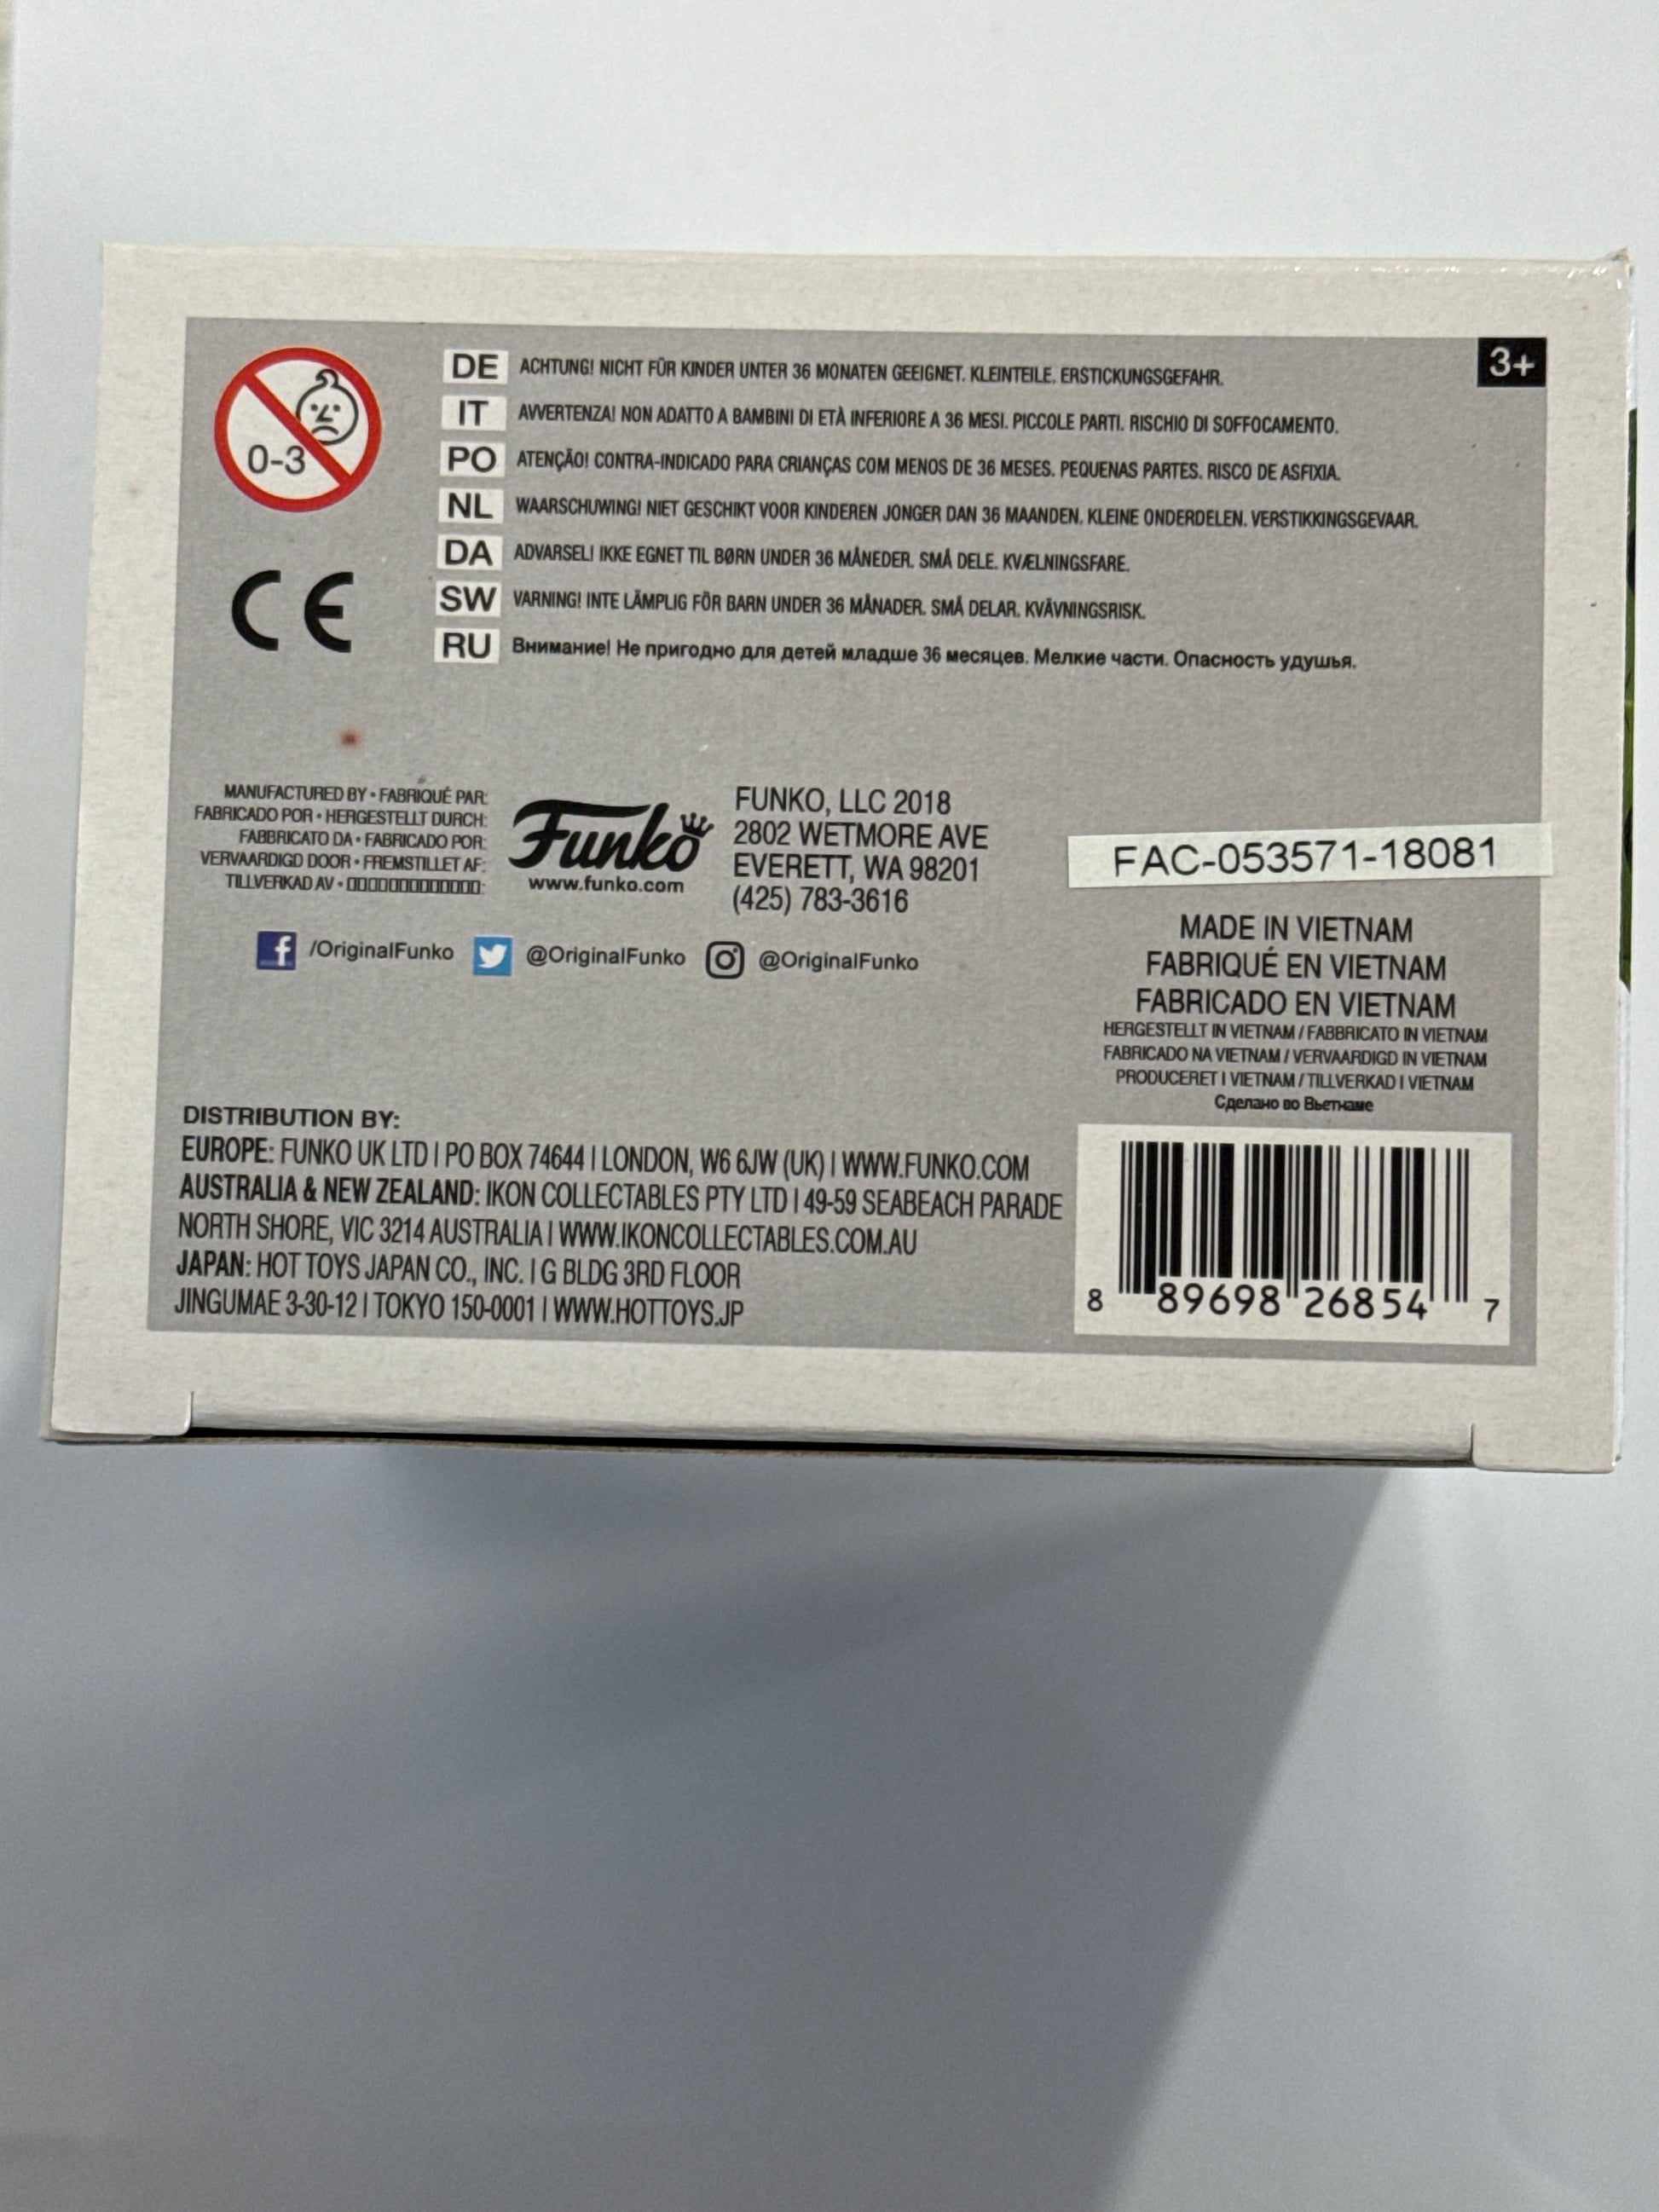 0-3
3+
DE ACHTUNG! NICHT FÜR KINDER UNTER 36 MONATEN GEEIGNET. KLEINTEILE. ERSTICKUNGSGEFAHR.
IT AVVERTENZA! NON ADATTO A BAMBINI DI ETÀ INFERIORE A 36 MESI. PICCOLE PARTI. RISCHIO DI SOFFOCAMENTO.
PO ATENÇÃO! CONTRA-INDICADO PARA CRIANÇAS COM MENOS DE 36 MESES. PEQUENAS PARTES. RISCO DE ASFIXIA.
NL WAARSCHUWING! NIET GESCHIKT VOOR KINDEREN JONGER DAN 36 MAANDEN. KLEINE ONDERDELEN. VERSTIKKINGSGEVAAR.
DA ADVARSEL! IKKE EGNET TIL BØRN UNDER 36 MÅNEDER. SMÅ DELE. KVÆLNINGSFARE.
SW VARNING! INTE LÄMPLIG FÖR BARN UNDER 36 MÅNADER. SMÅ DELAR. KVÄVNINGSRISK.
RU Внимание! Не пригодно для детей младше 36 месяцев. Мелкие части. Опасность удушья.
CE
MANUFACTURED BY • FABRIQUÉ PAR:
FABRICADO POR • HERGESTELLT DURCH:
FABBRICATO DA • FABRICADO POR:
VERVAARDIGD DOOR • FREMSTILLET AF:
TILLVERKAD AV • ▯▯▯▯▯▯▯▯▯▯▯▯▯:
Funko
www.funko.com
FUNKO, LLC 2018
2802 WETMORE AVE
EVERETT, WA 98201
(425) 783-3616
/OriginalFunko @OriginalFunko @OriginalFunko
FAC-053571-18081
MADE IN VIETNAM
FABRIQUÉ EN VIETNAM
FABRICADO EN VIETNAM
HERGESTELLT IN VIETNAM / FABBRICATO IN VIETNAM
FABRICADO NA VIETNAM / VERVAARDIGD IN VIETNAM
PRODUCERET I VIETNAM / TILLVERKAD I VIETNAM
Сделано во Вьетнаме
DISTRIBUTION BY:
EUROPE: FUNKO UK LTD | PO BOX 74644 | LONDON, W6 6JW (UK) | WWW.FUNKO.COM
AUSTRALIA & NEW ZEALAND: IKON COLLECTABLES PTY LTD | 49-59 SEABEACH PARADE
NORTH SHORE, VIC 3214 AUSTRALIA | WWW.IKONCOLLECTABLES.COM.AU
JAPAN: HOT TOYS JAPAN CO., INC. | G BLDG 3RD FLOOR
JINGUMAE 3-30-12 | TOKYO 150-0001 | WWW.HOTTOYS.JP
8 89698 26854 7